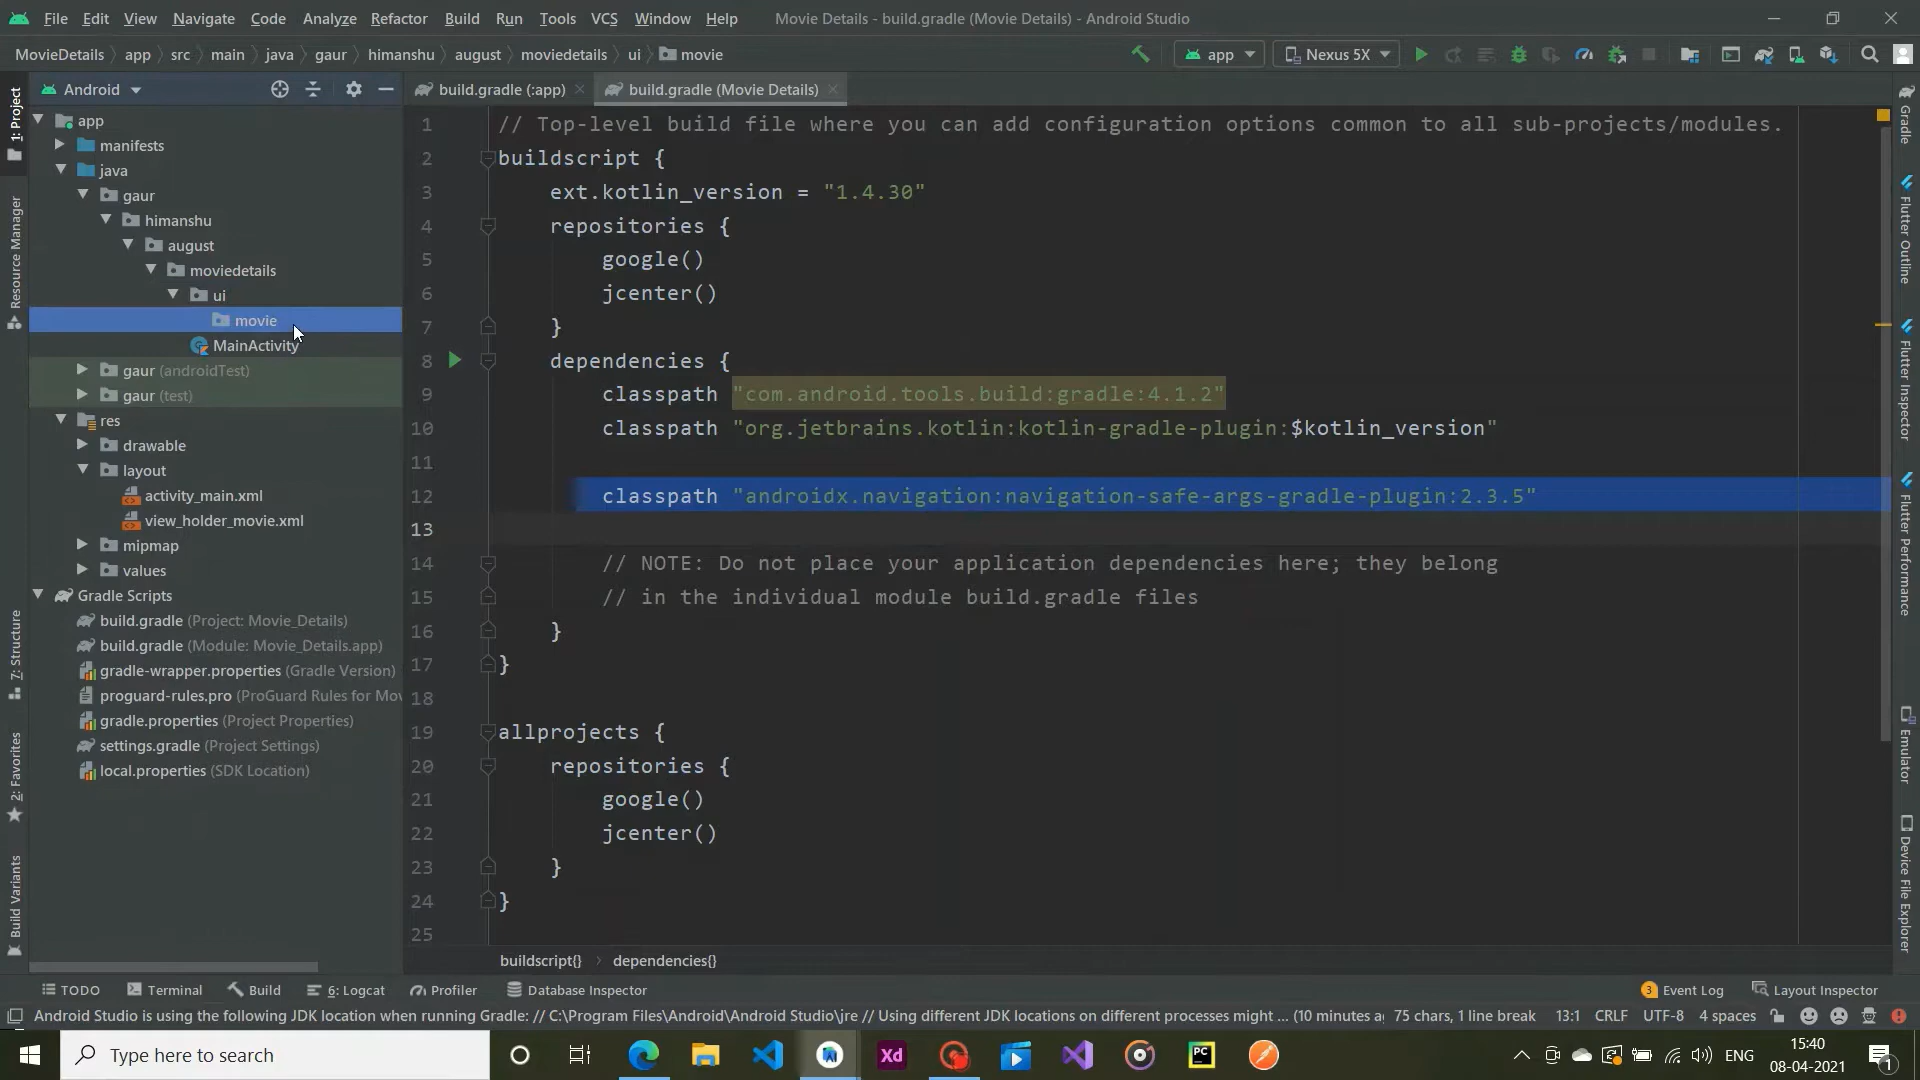 File Edit View Navigate Code Analyze Refactor Build Run Tools VCS Window Help Movie Details - build.gradle (Movie Details) - Android Studio
MovieDetails app src main java gaur himanshu august moviedetails ui movie app Nexus 5X
Android build.gradle (:app) build.gradle (Movie Details)
1: Project
Resource Manager
7: Structure
2: Favorites
Build Variants
app
manifests
java
gaur
himanshu
august
moviedetails
ui
movie
MainActivity
gaur (androidTest)
gaur (test)
res
drawable
layout
activity_main.xml
view_holder_movie.xml
mipmap
values
Gradle Scripts
build.gradle (Project: Movie_Details)
build.gradle (Module: Movie_Details.app)
gradle-wrapper.properties (Gradle Version)
proguard-rules.pro (ProGuard Rules for Mov
gradle.properties (Project Properties)
settings.gradle (Project Settings)
local.properties (SDK Location)
1 // Top-level build file where you can add configuration options common to all sub-projects/modules.
2 buildscript {
3 ext.kotlin_version = "1.4.30"
4 repositories {
5 google()
6 jcenter()
7 }
8 dependencies {
9 classpath "com.android.tools.build:gradle:4.1.2"
10 classpath "org.jetbrains.kotlin:kotlin-gradle-plugin:$kotlin_version"
11
12 classpath "androidx.navigation:navigation-safe-args-gradle-plugin:2.3.5"
13
14 // NOTE: Do not place your application dependencies here; they belong
15 // in the individual module build.gradle files
16 }
17 }
18
19 allprojects {
20 repositories {
21 google()
22 jcenter()
23 }
24 }
25
buildscript{} dependencies{}
Gradle
Flutter Outline
Flutter Inspector
Flutter Performance
Emulator
Device File Explorer
TODO Terminal Build 6: Logcat Profiler Database Inspector 3 Event Log Layout Inspector
Android Studio is using the following JDK location when running Gradle: // C:\Program Files\Android\Android Studio\jre // Using different JDK locations on different processes might ... (10 minutes ag 75 chars, 1 line break 13:1 CRLF UTF-8 4 spaces
Type here to search Xd PC ENG 15:40
08-04-2021 1